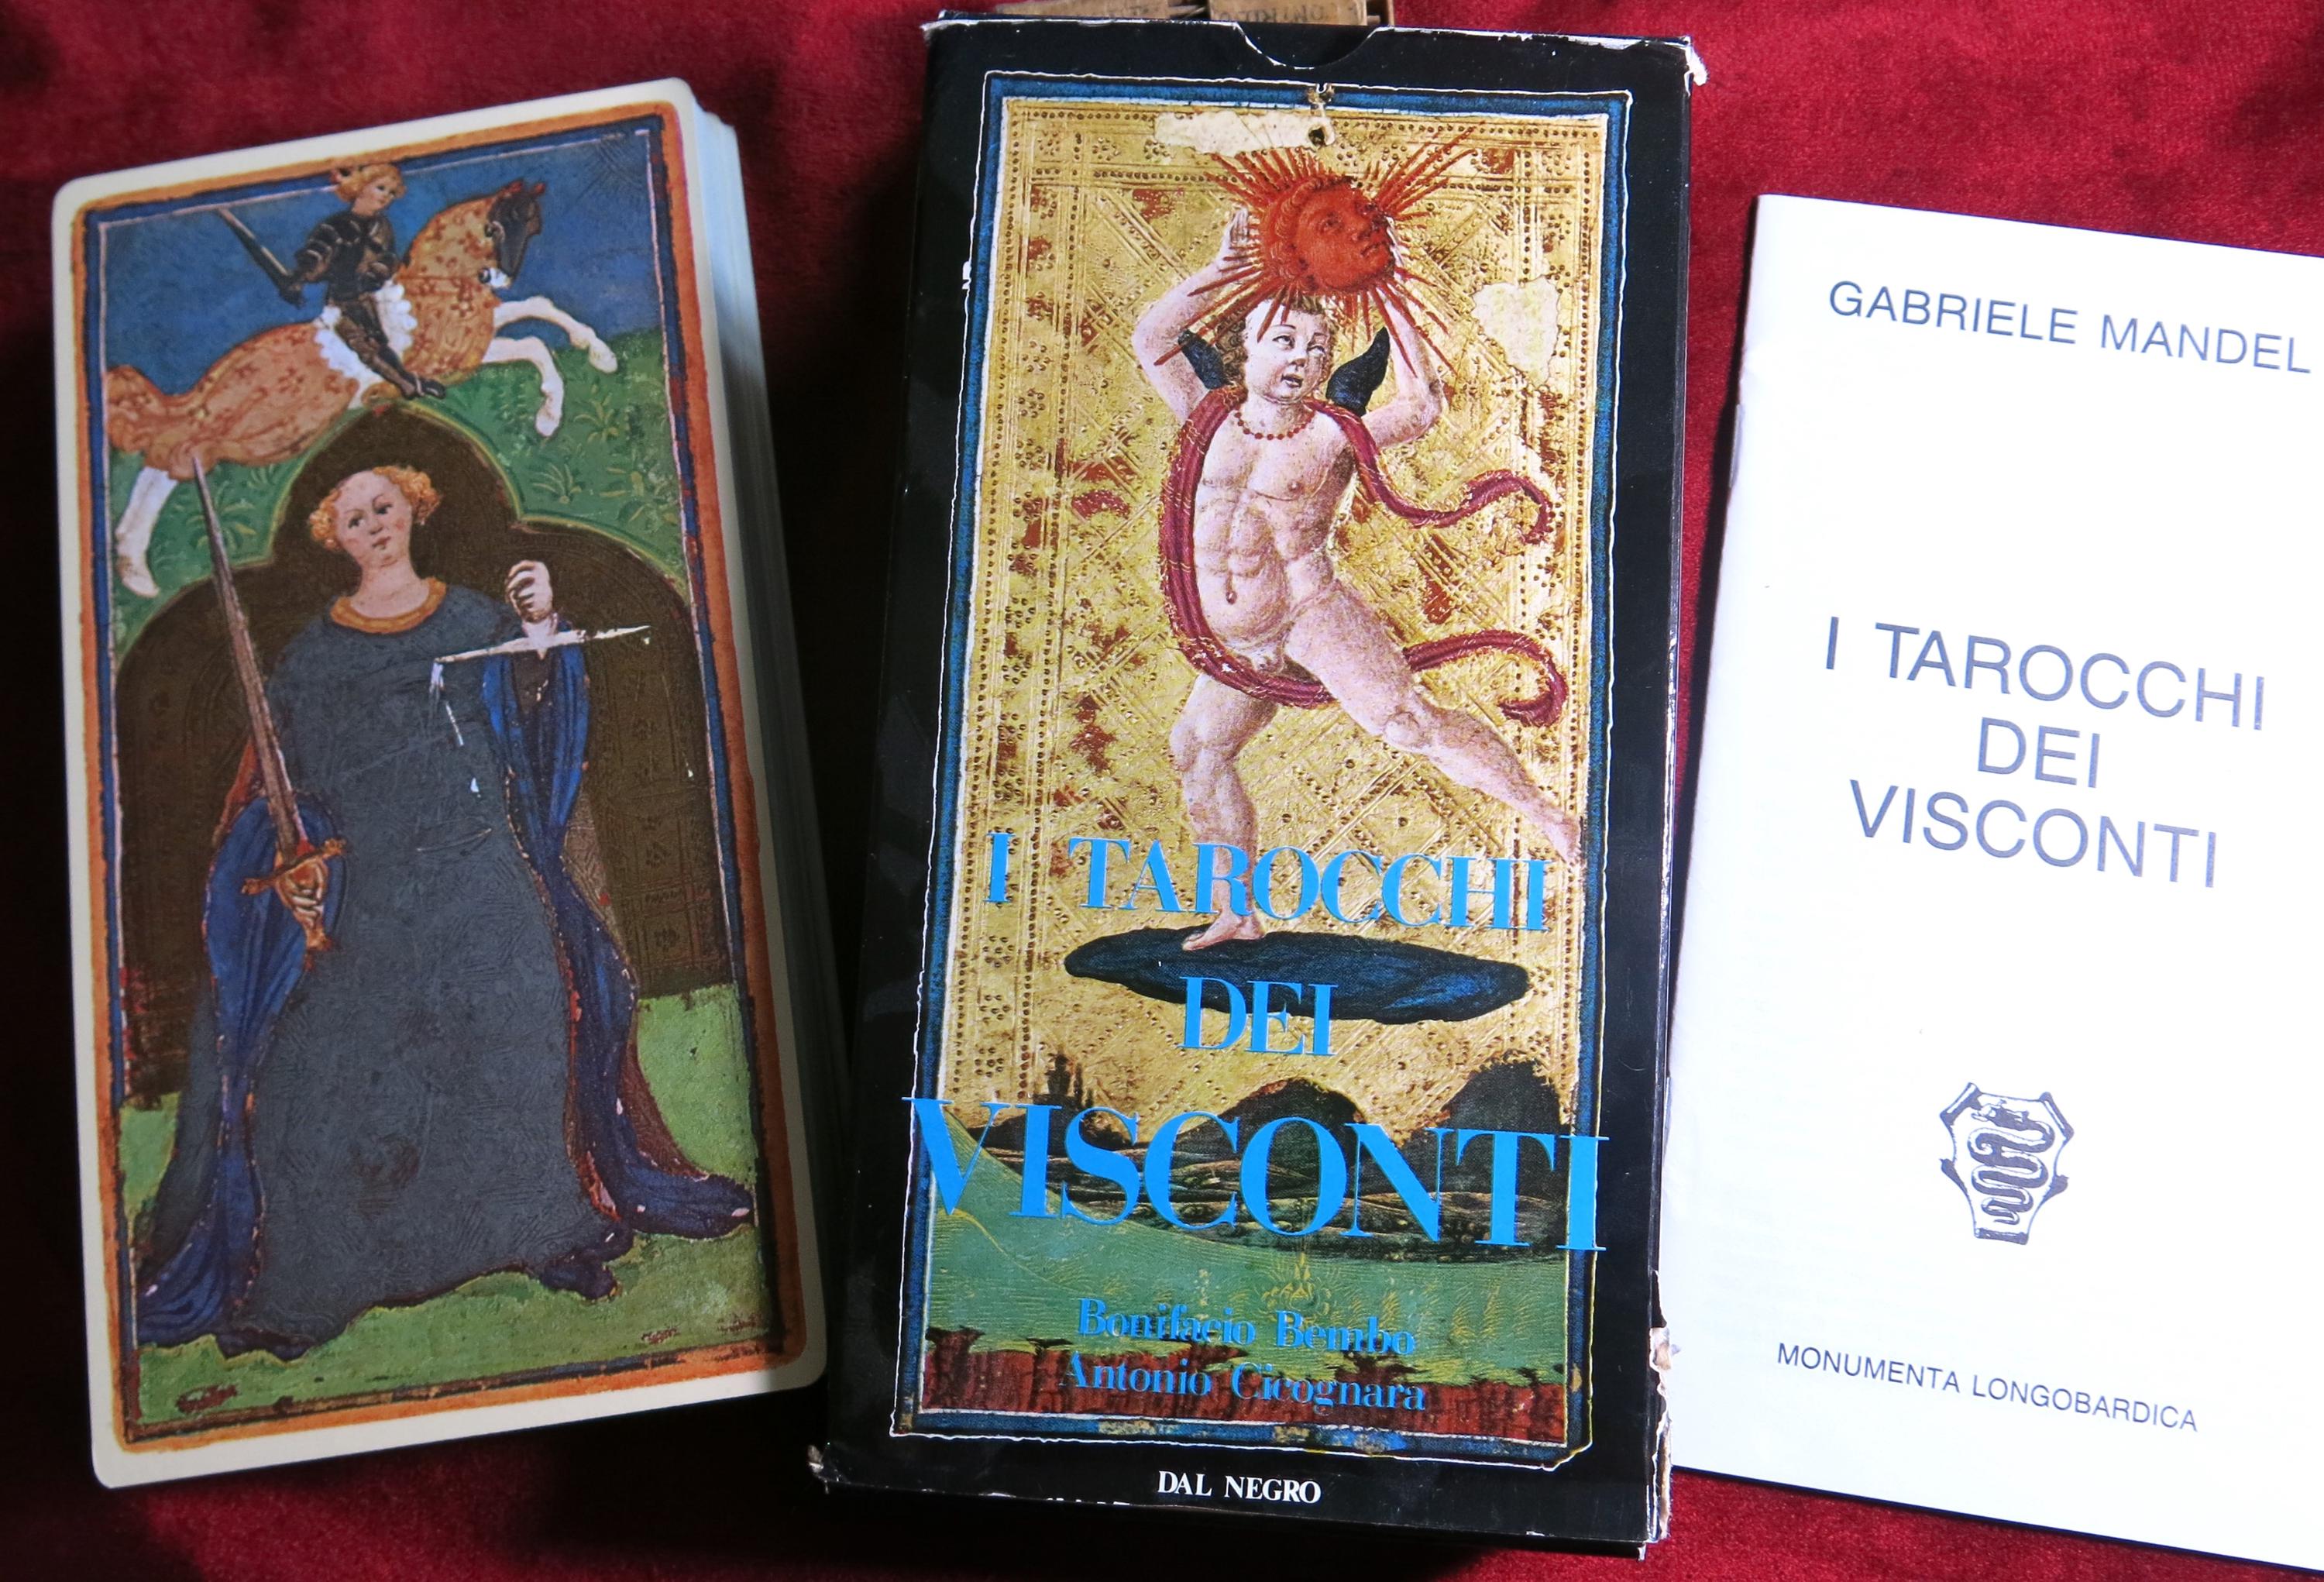 I TAROCCHI
DEI
VISCONTI
Bonifacio Bembo
Antonio Cicognara
DAL NEGRO
GABRIELE MANDEL
I TAROCCHI
DEI
VISCONTI
MONUMENTA LONGOBARDICA